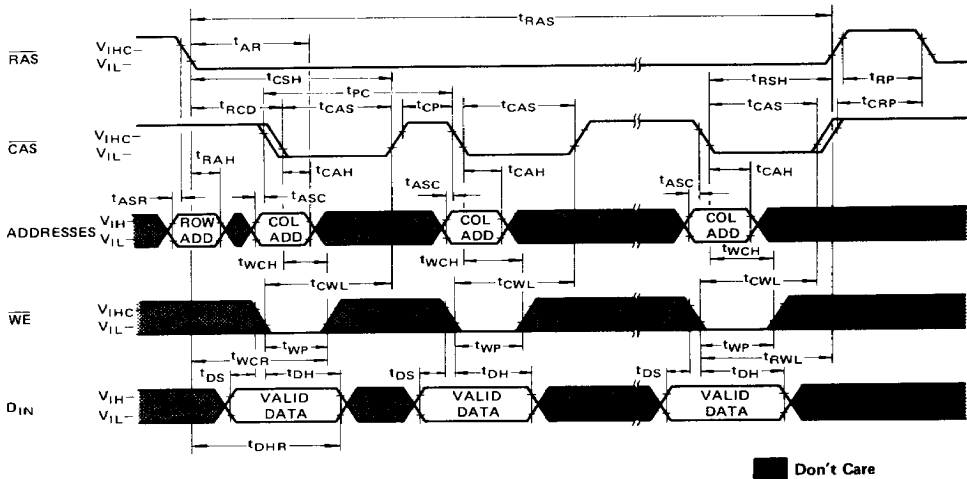 tRAS
RAS VIHC VIL tAR
tCSH tRSH tRP
tPC
tRCD tCAS tCP tCAS tCAS tCRP
CAS VIHC VIL
tRAH tCAH tCAH tCAH
tASR tASC tASC tASC
ADDRESSES VIH VIL ROW ADD COL ADD COL ADD COL ADD
tWCH tWCH tWCH
tCWL tCWL tCWL
WE VIHC VIL
tWP tWP tWP
tWCR tRWL
tDS tDH tDS tDH tDS tDH
DIN VIH VIL VALID DATA VALID DATA VALID DATA
tDHR
Don't Care